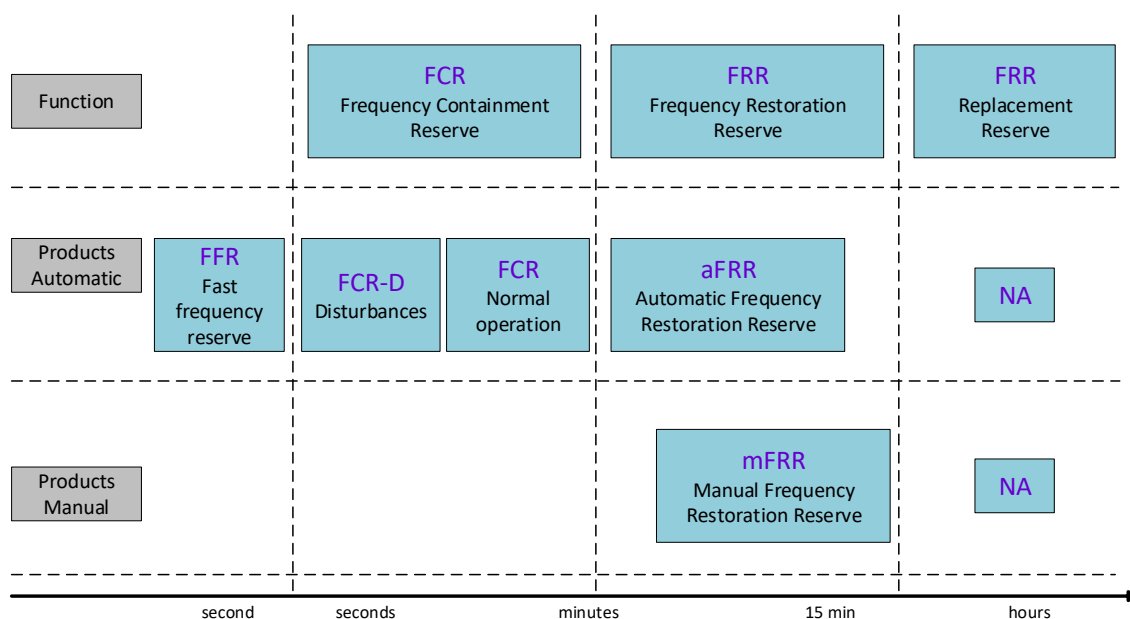 Function
FCR
Frequency Containment
Reserve
FRR
Frequency Restoration
Reserve
FRR
Replacement
Reserve
Products
Automatic
FFR
Fast
frequency
reserve
FCR-D
Disturbances
FCR
Normal
operation
aFRR
Automatic Frequency
Restoration Reserve
NA
Products
Manual
mFRR
Manual Frequency
Restoration Reserve
NA
second
seconds
minutes
15 min
hours